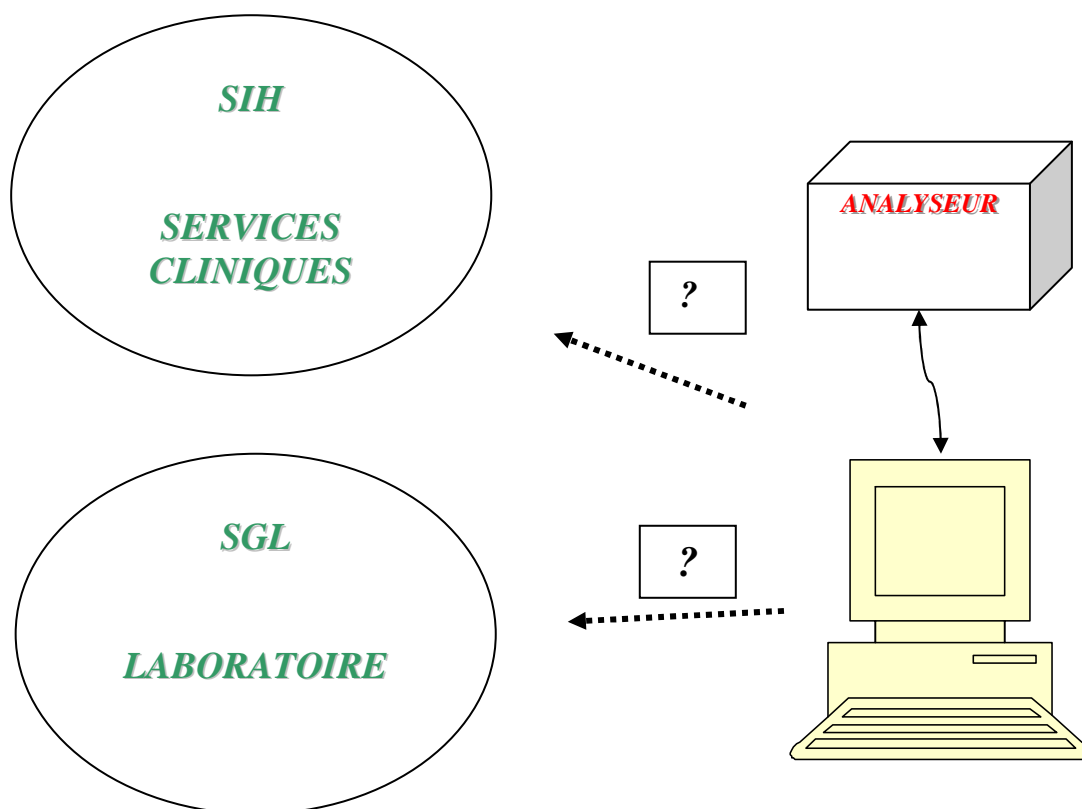 SIH
SERVICES
CLINIQUES
ANALYSEUR
?
SGL
LABORATOIRE
?